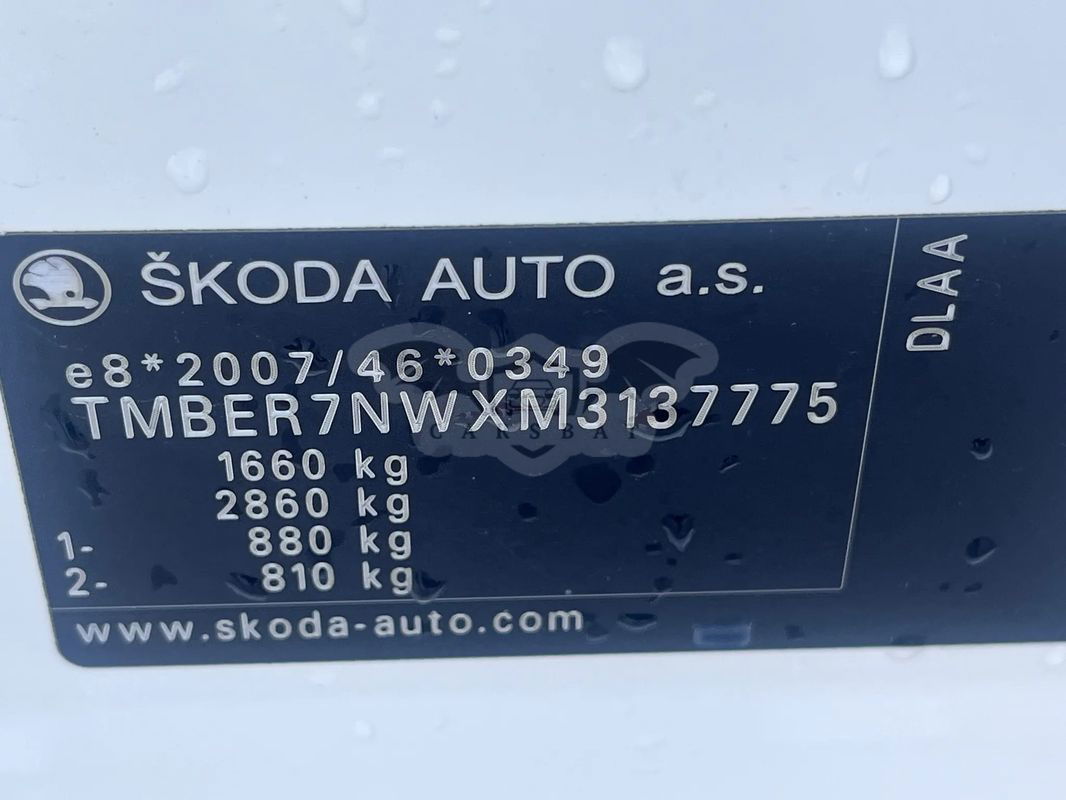 ŠKODA AUTO a.s.
e8*2007/46*0349
TMBER7NWXM3137775
1660 kg
2860 kg
1- 880 kg
2- 810 kg
www.skoda-auto.com
DLAA
CARSBAY